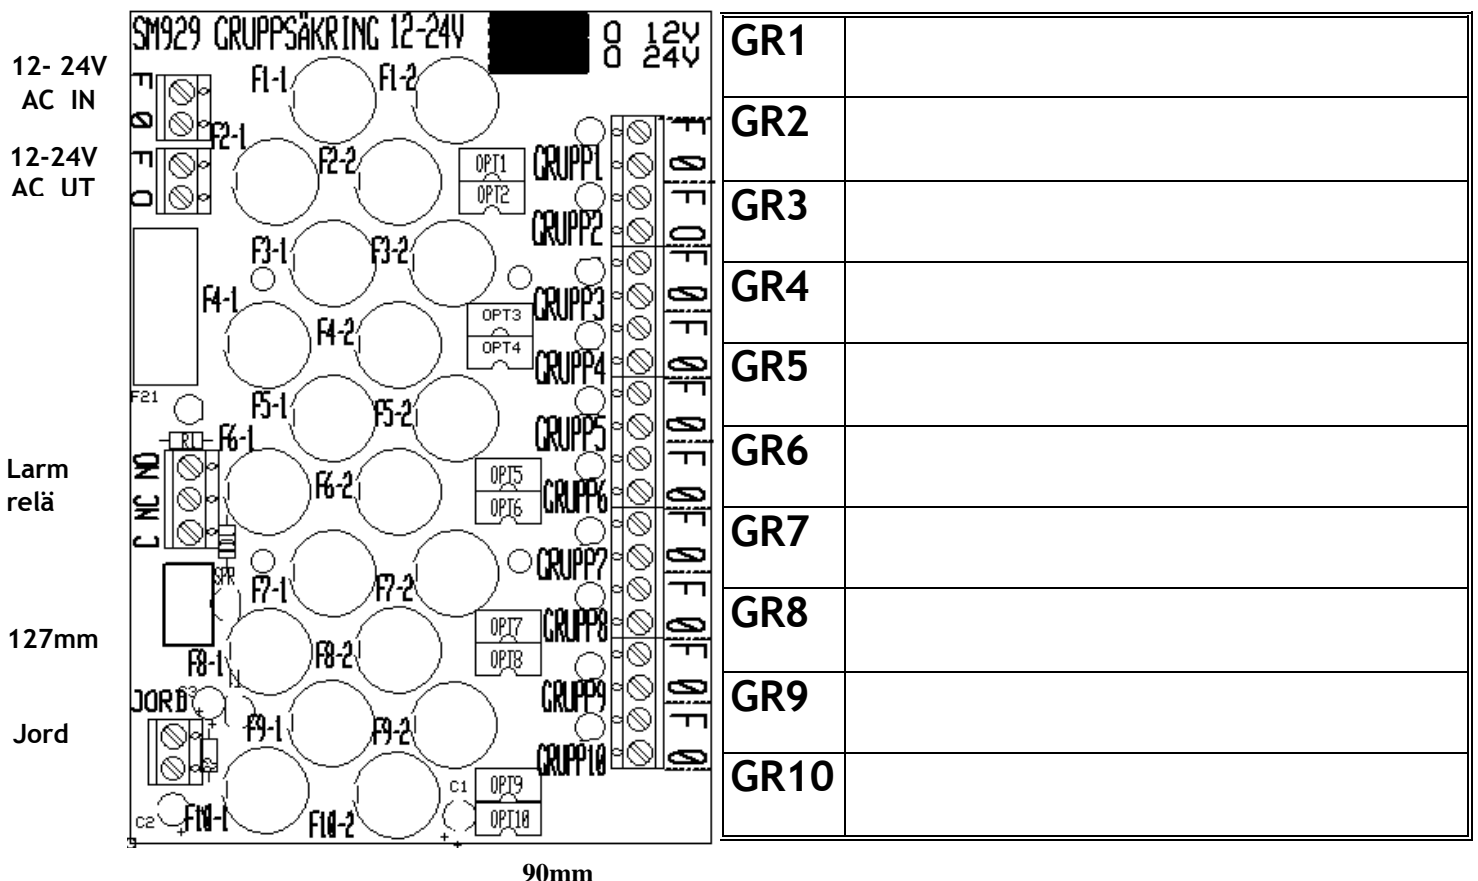 SM929 GRUPPSÄKRING 12-24V
O 12V
O 24V
12- 24V
AC IN
F Ø
12-24V
AC UT
F O
F1-1
F1-2
F2-1
F2-2
OPT1
OPT2
GRUPP1
F Ø
GRUPP2
F O
F3-1
F3-2
GRUPP3
F Ø
F4-1
F4-2
OPT3
OPT4
GRUPP4
F Ø
F21
F5-1
F5-2
GRUPP5
F Ø
R1
F6-1
F6-2
OPT5
OPT6
GRUPP6
F Ø
Larm
relä
C NC NO
F7-1
F7-2
GRUPP7
F Ø
SPR
OPT7
OPT8
GRUPP8
F Ø
127mm
F8-1
F8-2
JORD
C3
GRUPP9
F Ø
Jord
F9-1
F9-2
GRUPP10
F Ø
C2
F10-1
F10-2
C1
OPT9
OPT10
90mm
GR1
GR2
GR3
GR4
GR5
GR6
GR7
GR8
GR9
GR10